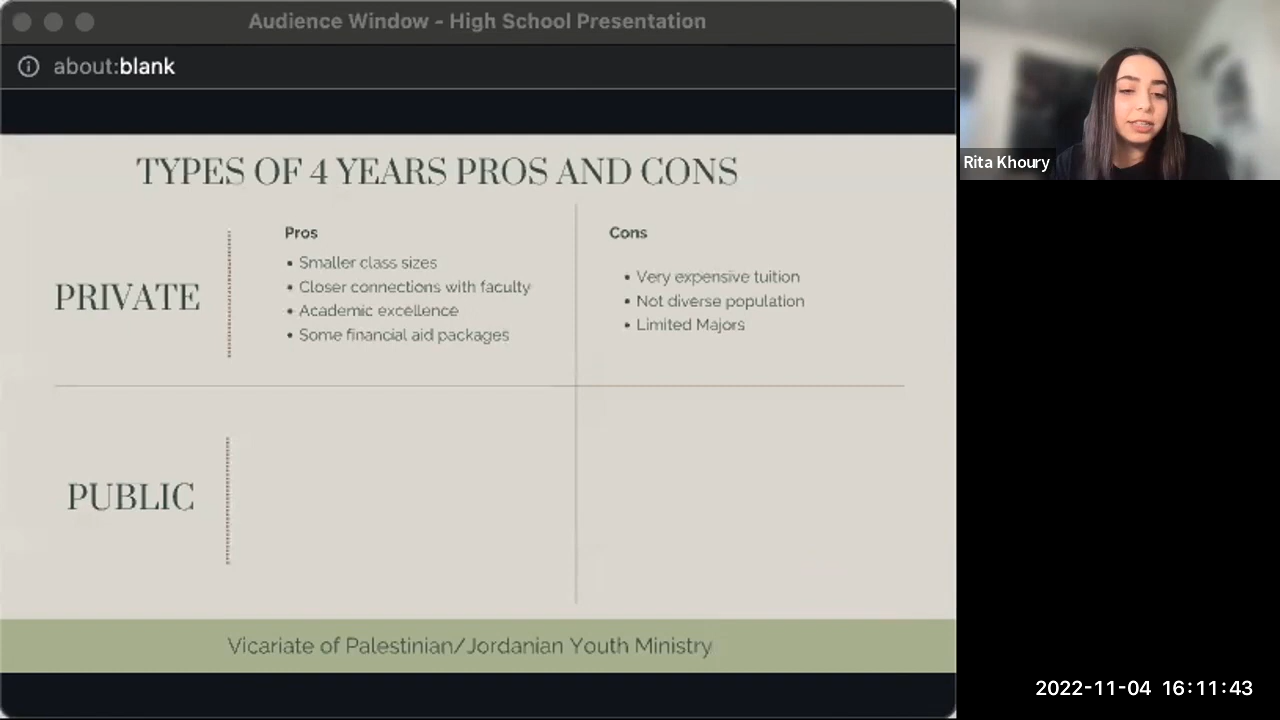 Audience Window - High School Presentation
about:blank
TYPES OF 4 YEARS PROS AND CONS
PRIVATE
Pros
• Smaller class sizes
• Closer connections with faculty
• Academic excellence
• Some financial aid packages
Cons
• Very expensive tuition
• Not diverse population
• Limited Majors
PUBLIC
Vicariate of Palestinian/Jordanian Youth Ministry
Rita Khoury
2022-11-04 16:11:43